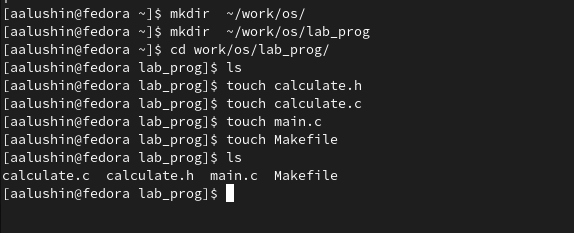 [aalushin@fedora ~]$ mkdir  ~/work/os/
[aalushin@fedora ~]$ mkdir  ~/work/os/lab_prog
[aalushin@fedora ~]$ cd work/os/lab_prog/
[aalushin@fedora lab_prog]$ ls
[aalushin@fedora lab_prog]$ touch calculate.h
[aalushin@fedora lab_prog]$ touch calculate.c
[aalushin@fedora lab_prog]$ touch main.c
[aalushin@fedora lab_prog]$ touch Makefile
[aalushin@fedora lab_prog]$ ls
calculate.c  calculate.h  main.c  Makefile
[aalushin@fedora lab_prog]$